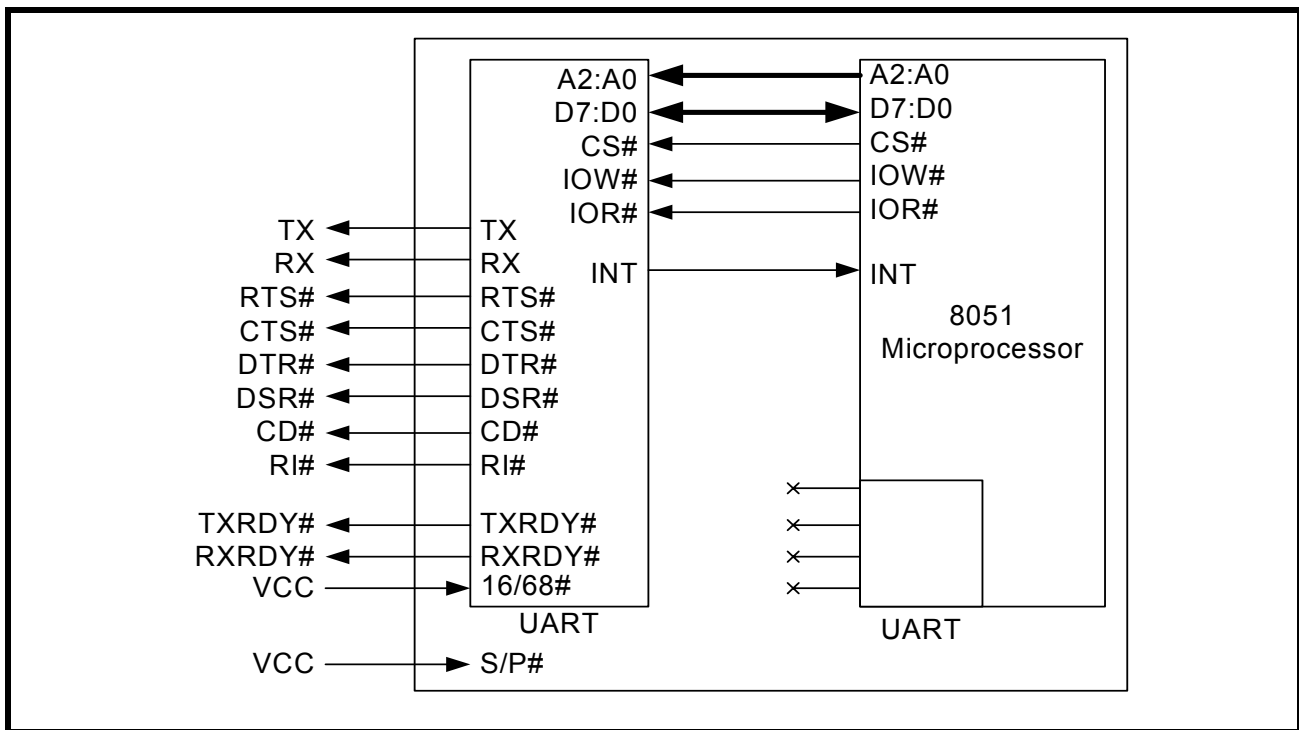 A2:A0 A2:A0
D7:D0 D7:D0
CS# CS#
IOW# IOW#
IOR# IOR#
TX TX
RX RX
INT INT
RTS# RTS#
CTS# CTS#
8051
Microprocessor
DTR# DTR#
DSR# DSR#
CD# CD#
RI# RI#
TXRDY# TXRDY#
RXRDY# RXRDY#
VCC 16/68#
UART UART
VCC S/P#